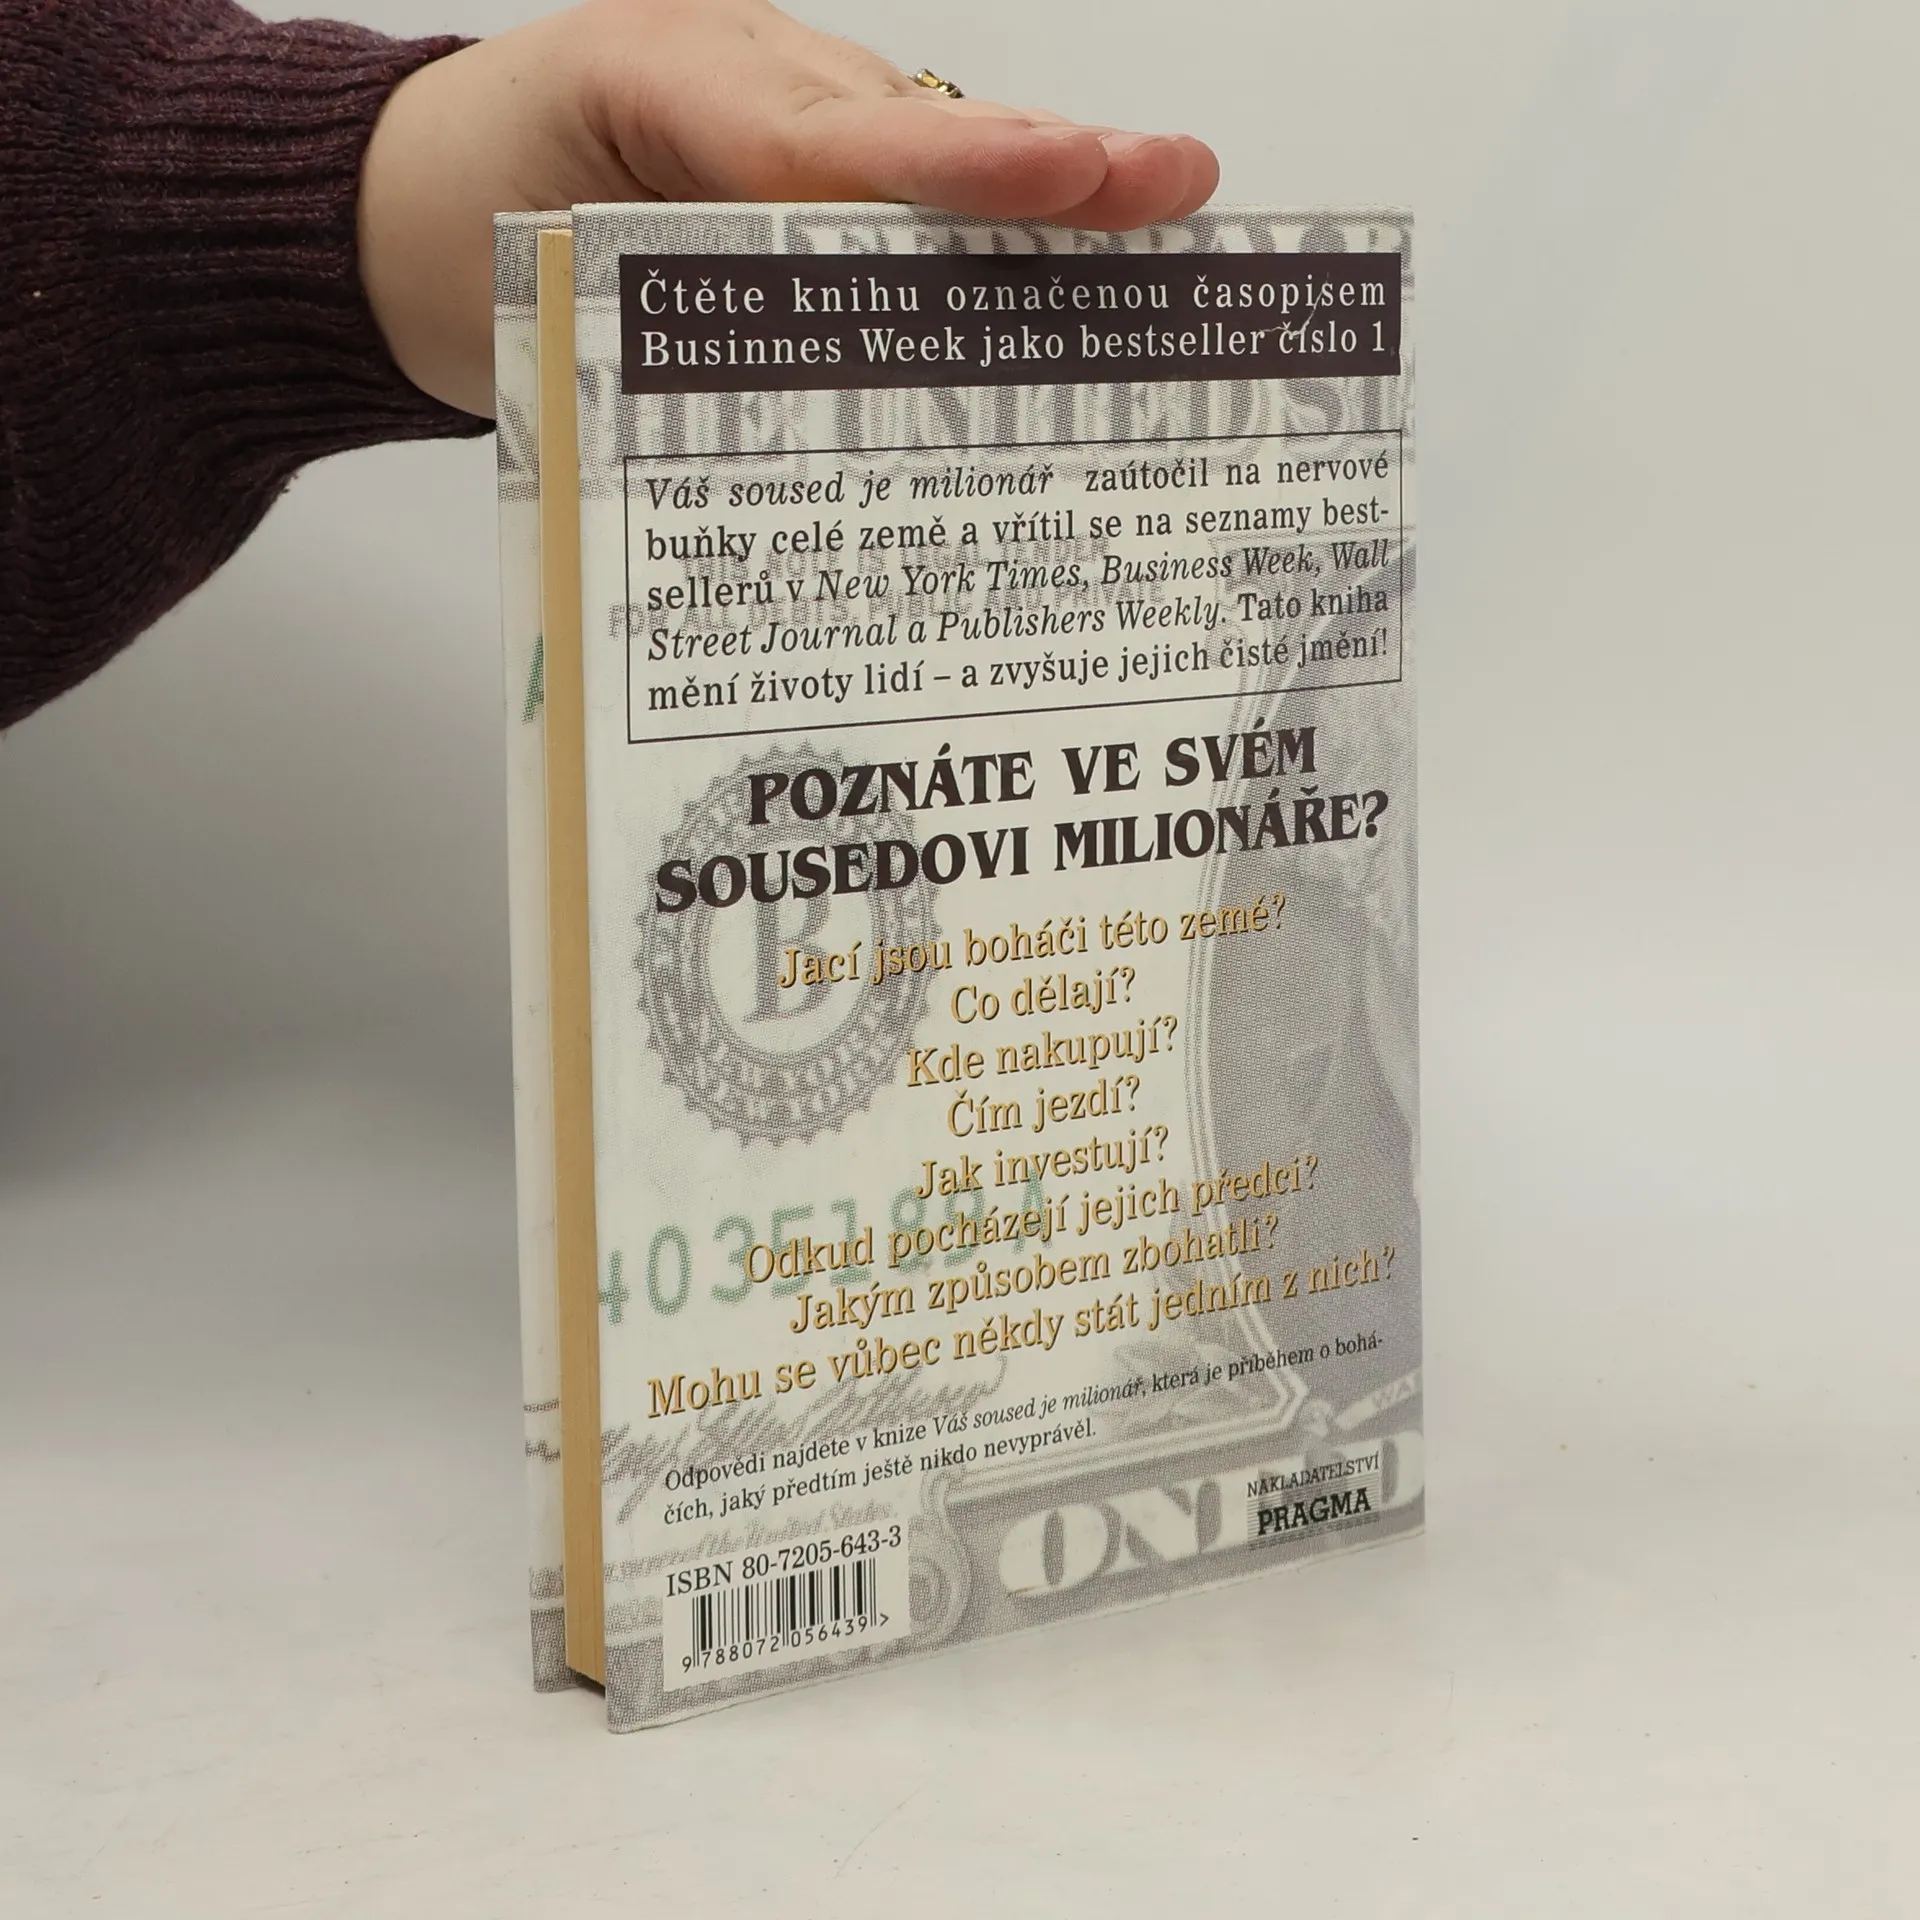 Čtěte knihu označenou časopisem
Businnes Week jako bestseller číslo 1
THE UNITED ST
Váš soused je milionář zaútočil na nervové
buňky celé země a vřítil se na seznamy best-
sellerů v New York Times, Business Week, Wall
Street Journal a Publishers Weekly. Tato kniha
mění životy lidí – a zvyšuje jejich čisté jmění!
POZNÁTE VE SVÉM
SOUSEDOVI MILIONÁŘE?
B
Jací jsou boháči této země?
Co dělají?
Kde nakupují?
Čím jezdí?
Jak investují?
Odkud pocházejí jejich předci?
Jakým způsobem zbohatli?
Mohu se vůbec někdy stát jedním z nich?
Odpovědi najdete v knize Váš soused je milionář, která je příběhem o bohá-
čích, jaký předtím ještě nikdo nevyprávěl.
NAKLADATELSTVÍ
PRAGMA
ISBN 80-7205-643-3
9 788072 056439 >